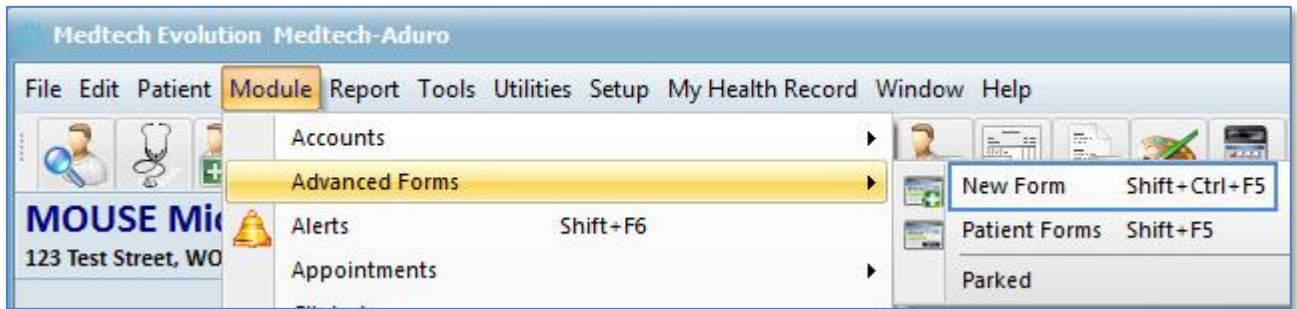 Medtech Evolution Medtech-Aduro
File Edit Patient Module Report Tools Utilities Setup My Health Record Window Help
Accounts
Advanced Forms
New Form Shift+Ctrl+F5
MOUSE
Alerts Shift+F6
Patient Forms Shift+F5
123 Test Street,
Appointments
Parked